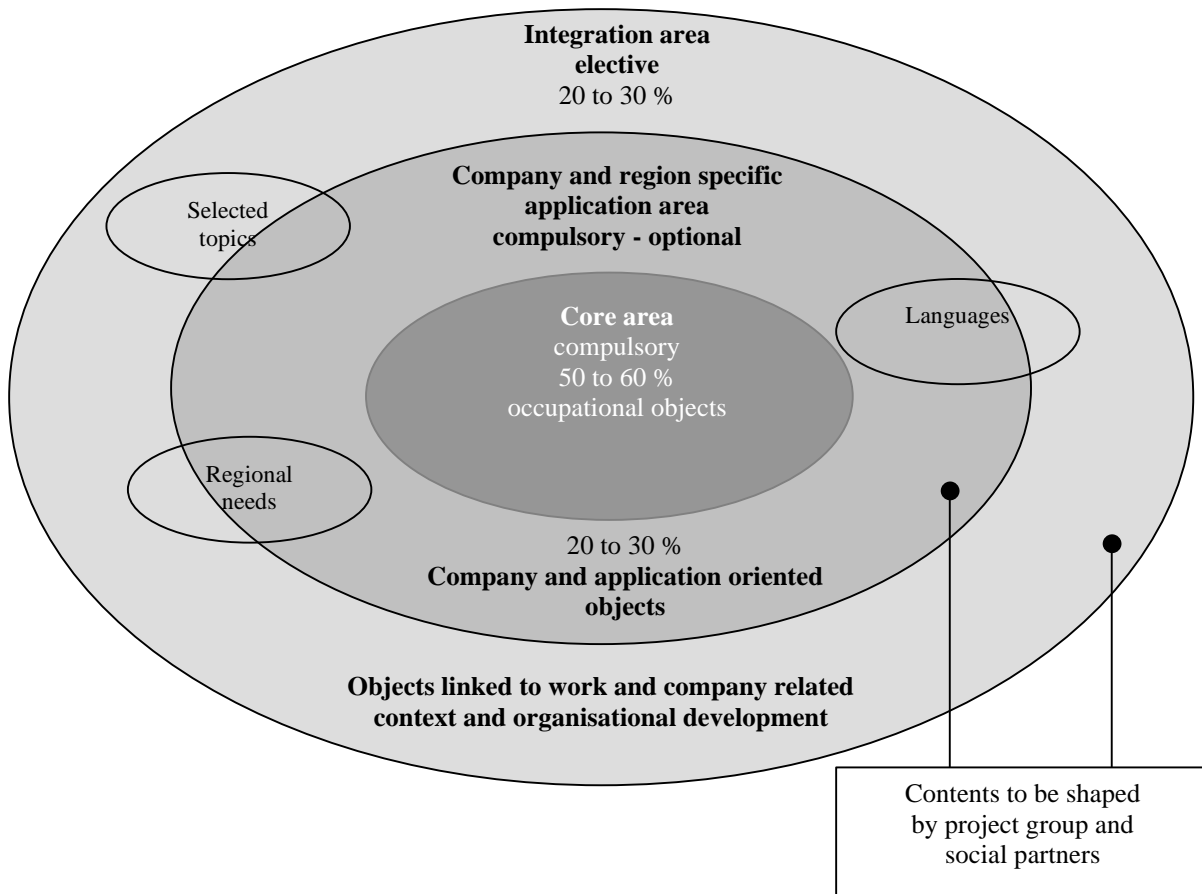 Integration area
elective
20 to 30 %
Company and region specific
application area
compulsory - optional
Selected
topics
Core area
compulsory
50 to 60 %
occupational objects
Languages
Regional
needs
20 to 30 %
Company and application oriented
objects
Objects linked to work and company related
context and organisational development
Contents to be shaped
by project group and
social partners